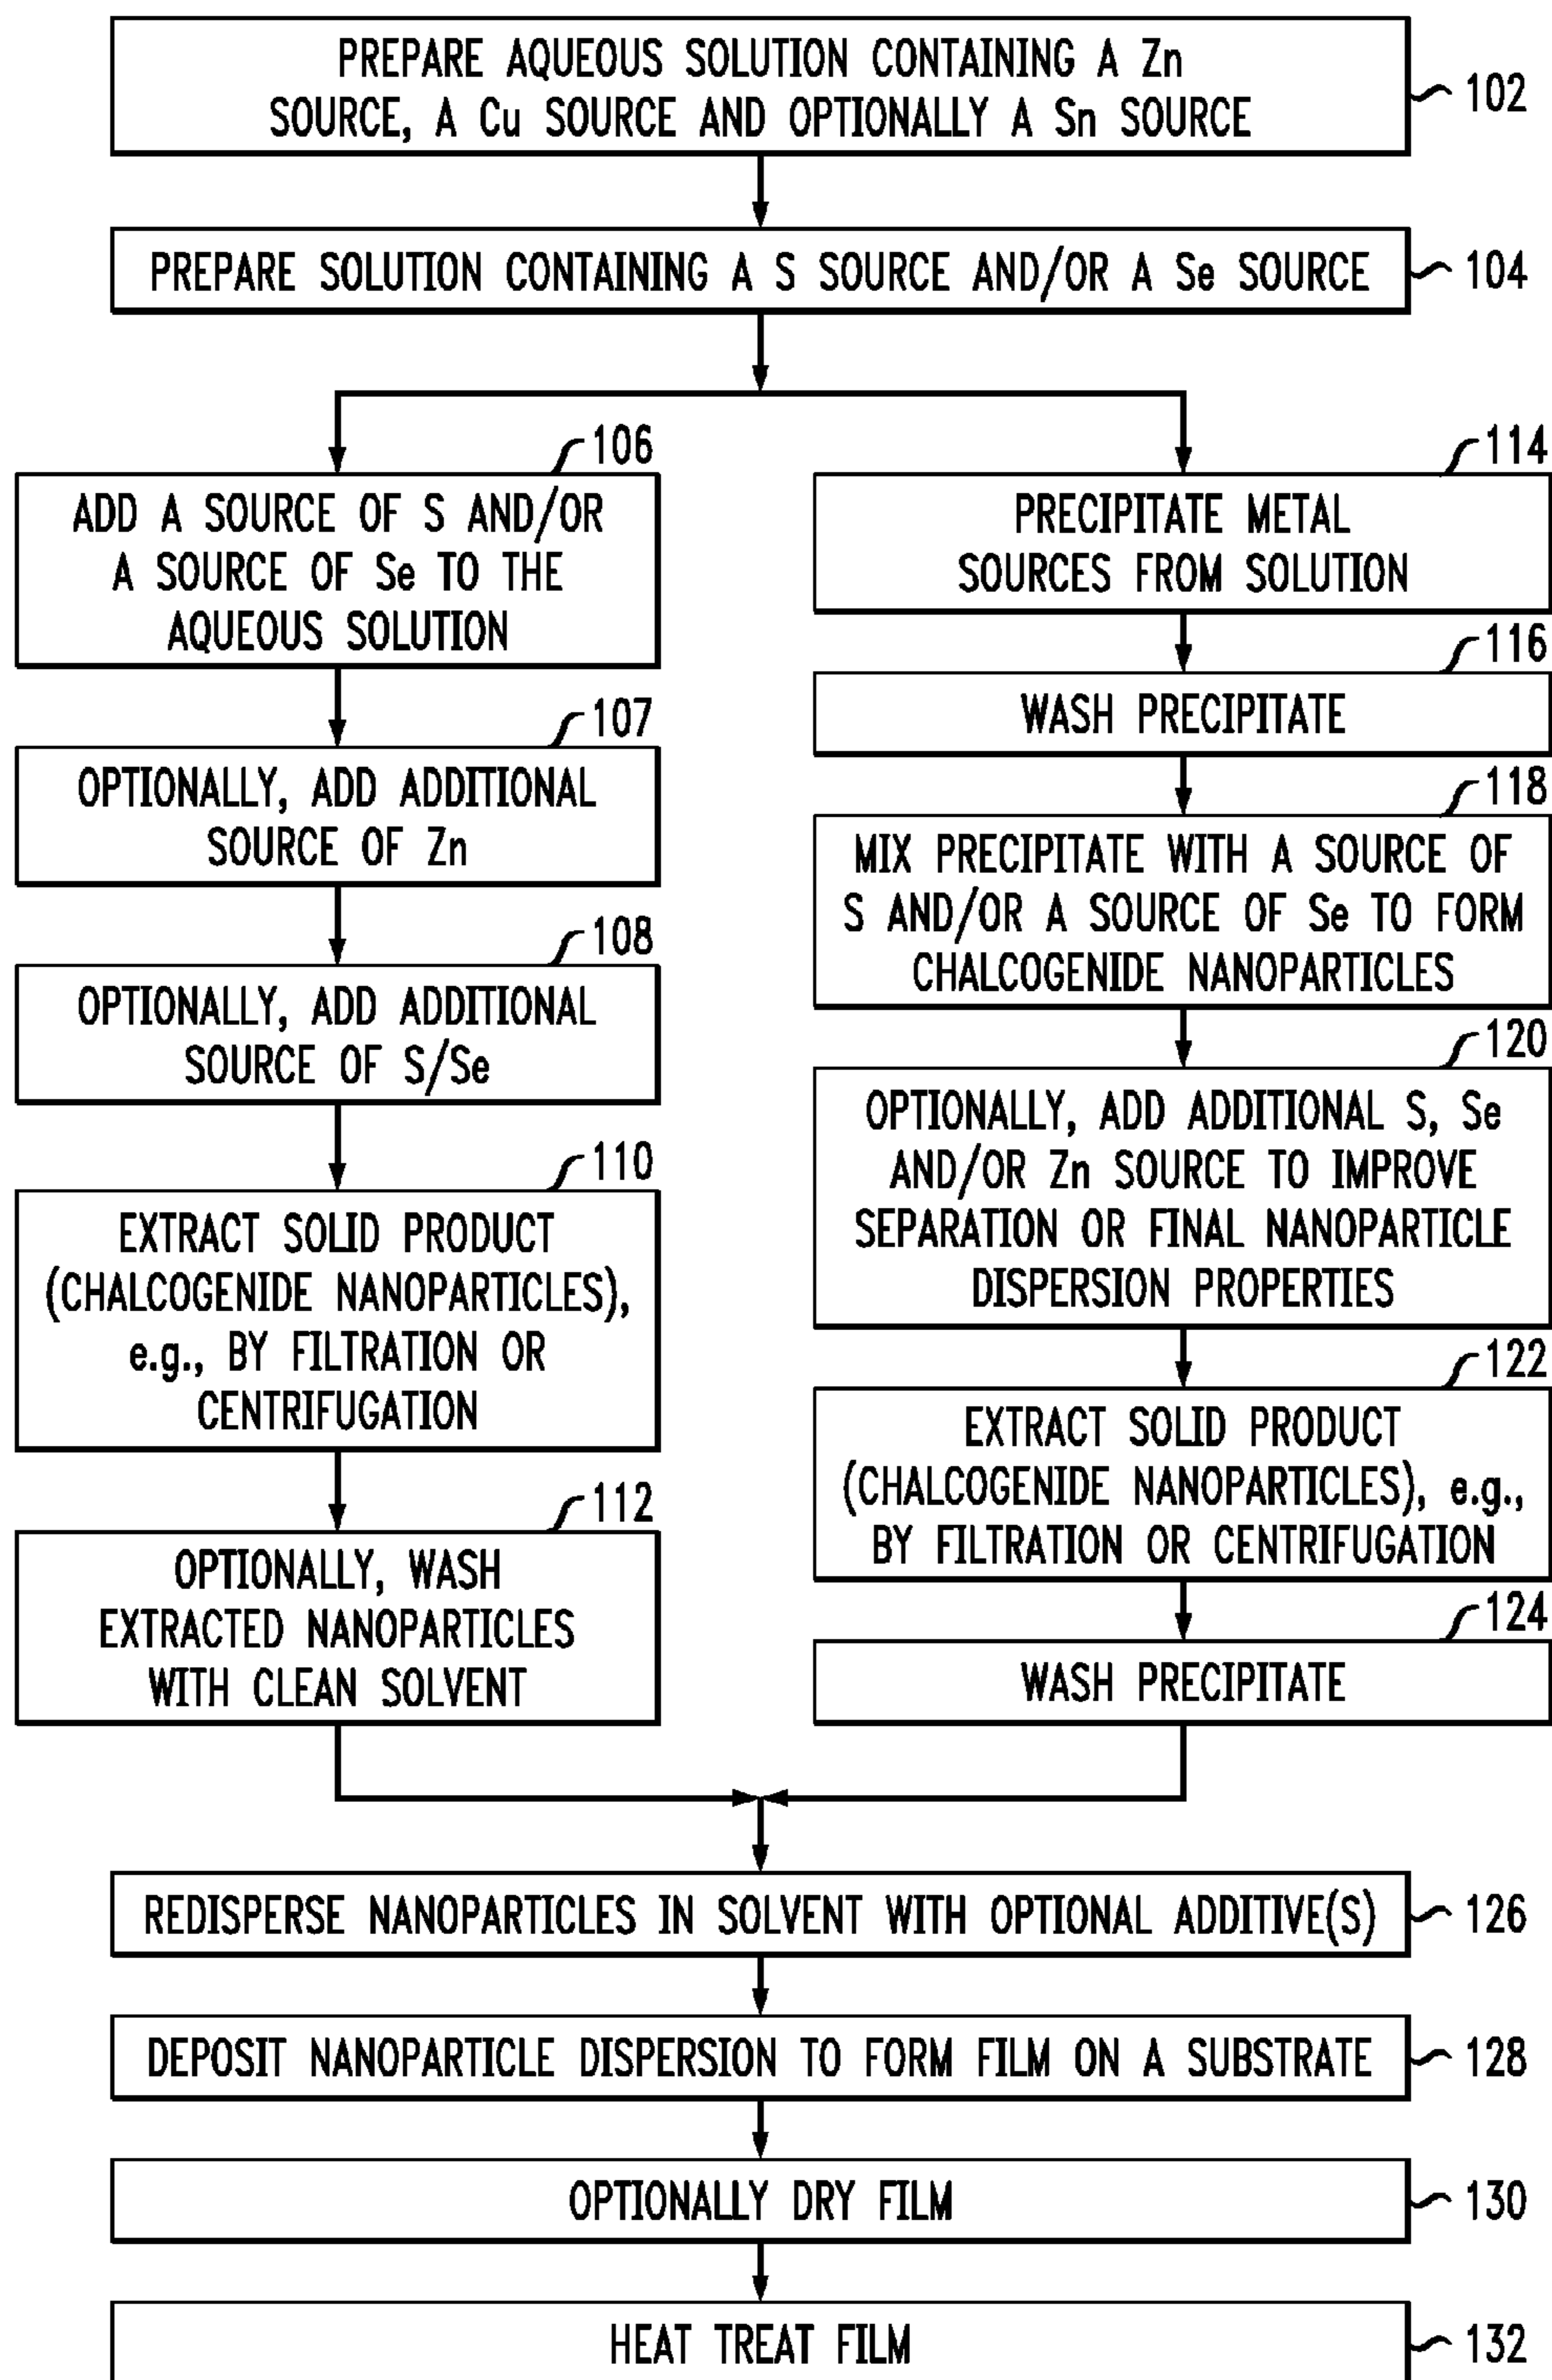 PREPARE AQUEOUS SOLUTION CONTAINING A Zn
SOURCE, A Cu SOURCE AND OPTIONALLY A Sn SOURCE
102
PREPARE SOLUTION CONTAINING A S SOURCE AND/OR A Se SOURCE
104
106
ADD A SOURCE OF S AND/OR
A SOURCE OF Se TO THE
AQUEOUS SOLUTION
107
OPTIONALLY, ADD ADDITIONAL
SOURCE OF Zn
108
OPTIONALLY, ADD ADDITIONAL
SOURCE OF S/Se
110
EXTRACT SOLID PRODUCT
(CHALCOGENIDE NANOPARTICLES),
e.g., BY FILTRATION OR
CENTRIFUGATION
112
OPTIONALLY, WASH
EXTRACTED NANOPARTICLES
WITH CLEAN SOLVENT
114
PRECIPITATE METAL
SOURCES FROM SOLUTION
116
WASH PRECIPITATE
118
MIX PRECIPITATE WITH A SOURCE OF
S AND/OR A SOURCE OF Se TO FORM
CHALCOGENIDE NANOPARTICLES
120
OPTIONALLY, ADD ADDITIONAL S, Se
AND/OR Zn SOURCE TO IMPROVE
SEPARATION OR FINAL NANOPARTICLE
DISPERSION PROPERTIES
122
EXTRACT SOLID PRODUCT
(CHALCOGENIDE NANOPARTICLES), e.g.,
BY FILTRATION OR CENTRIFUGATION
124
WASH PRECIPITATE
REDISPERSE NANOPARTICLES IN SOLVENT WITH OPTIONAL ADDITIVE(S)
126
DEPOSIT NANOPARTICLE DISPERSION TO FORM FILM ON A SUBSTRATE
128
OPTIONALLY DRY FILM
130
HEAT TREAT FILM
132